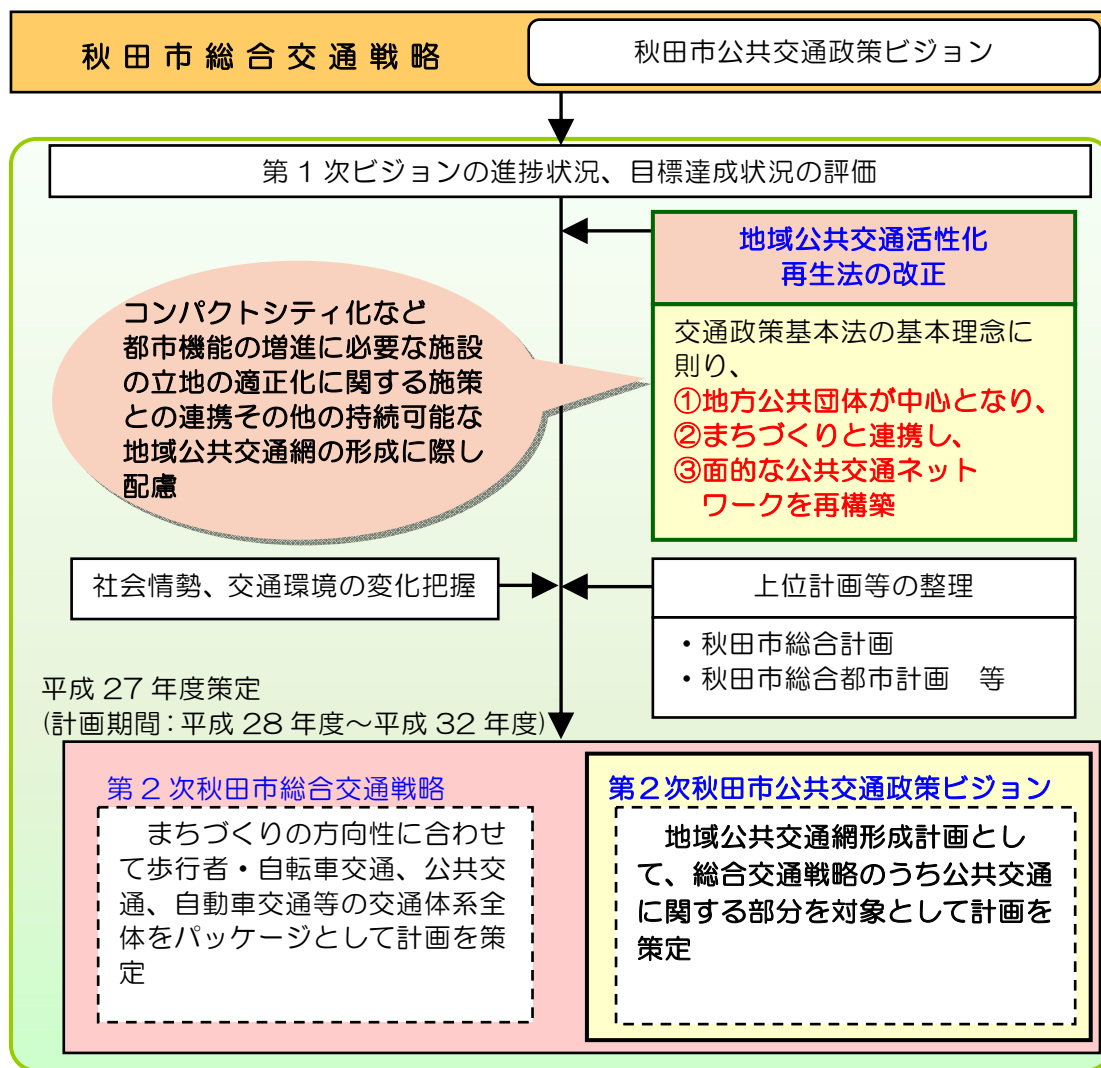 秋田市総合交通戦略
秋田市公共交通政策ビジョン
第1次ビジョンの進捗状況、目標達成状況の評価
地域公共交通活性化
再生法の改正
交通政策基本法の基本理念に
則り、
①地方公共団体が中心となり、
②まちづくりと連携し、
③面的な公共交通ネット
ワークを再構築
コンパクトシティ化など
都市機能の増進に必要な施設
の立地の適正化に関する施策
との連携その他の持続可能な
地域公共交通網の形成に際し
配慮
社会情勢、交通環境の変化把握
上位計画等の整理
・秋田市総合計画
・秋田市総合都市計画　等
平成27年度策定
(計画期間：平成28年度～平成32年度)
第2次秋田市総合交通戦略
まちづくりの方向性に合わせ
て歩行者・自転車交通、公共交
通、自動車交通等の交通体系全
体をパッケージとして計画を策
定
第2次秋田市公共交通政策ビジョン
地域公共交通網形成計画とし
て、総合交通戦略のうち公共交通
に関する部分を対象として計画を
策定